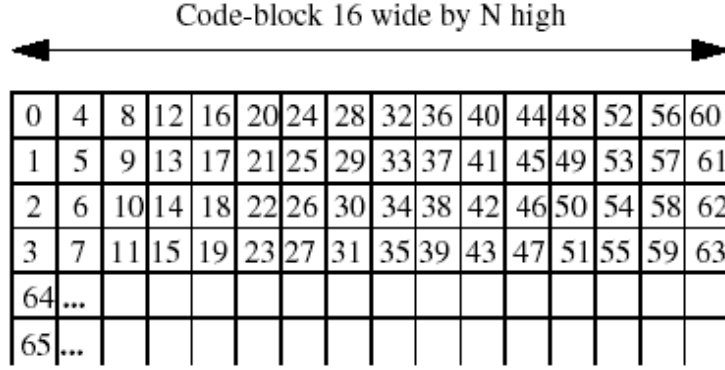 Code-block 16 wide by N high
0 4 8 12 16 20 24 28 32 36 40 44 48 52 56 60
1 5 9 13 17 21 25 29 33 37 41 45 49 53 57 61
2 6 10 14 18 22 26 30 34 38 42 46 50 54 58 62
3 7 11 15 19 23 27 31 35 39 43 47 51 55 59 63
64 ...
65 ...